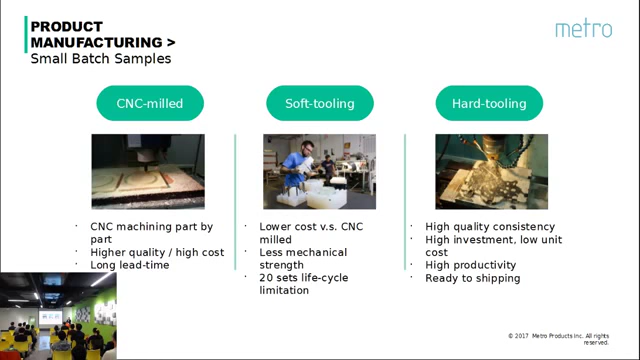 PRODUCT
MANUFACTURING >
Small Batch Samples
metro
CNC-milled
Soft-tooling
Hard-tooling
· CNC machining part by
part
· Higher quality / high cost
· Long lead-time
· Lower cost v.s. CNC
milled
· Less mechanical
strength
· 20 sets life-cycle
limitation
· High quality consistency
· High investment, low unit
cost
· High productivity
· Ready to shipping
© 2017 Metro Products Inc. All rights
reserved.